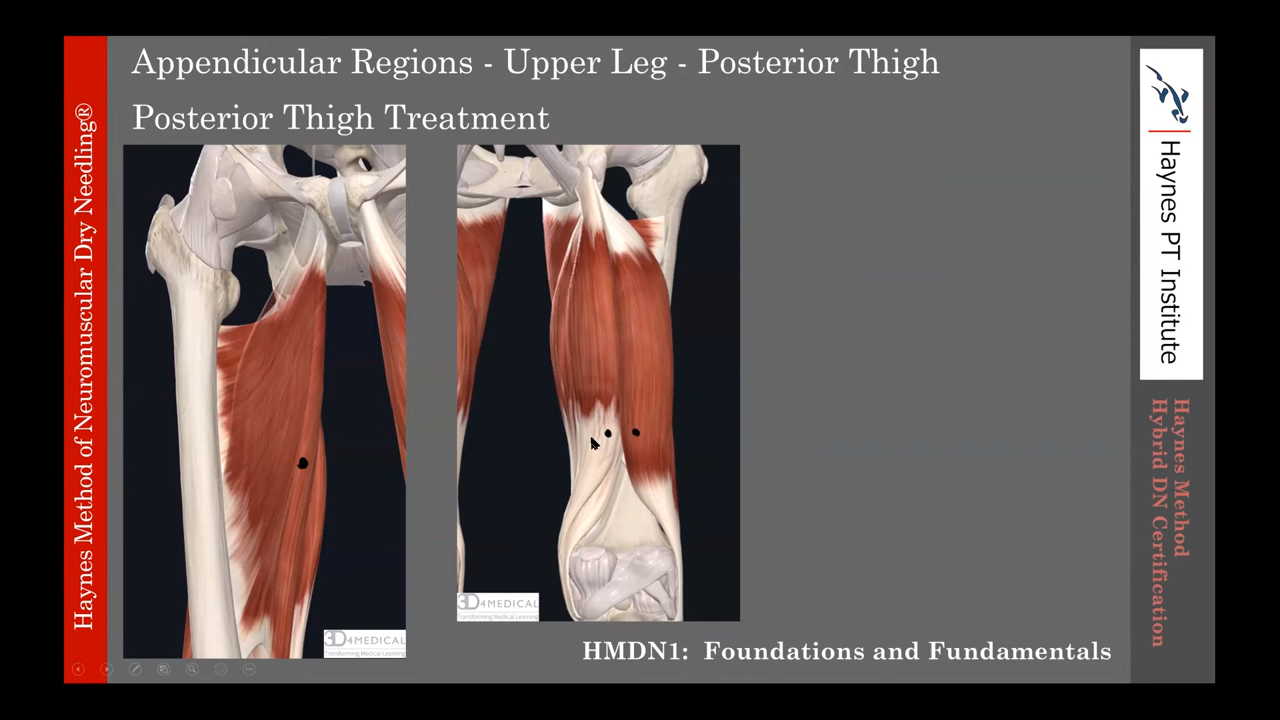 Appendicular Regions - Upper Leg - Posterior Thigh
Posterior Thigh Treatment
Haynes Method of Neuromuscular Dry Needling®
3D4MEDICAL
Transforming Medical Learning
3D4MEDICAL
Transforming Medical Learning
HMDN1: Foundations and Fundamentals
Haynes PT Institute
Haynes Method
Hybrid DN Certification